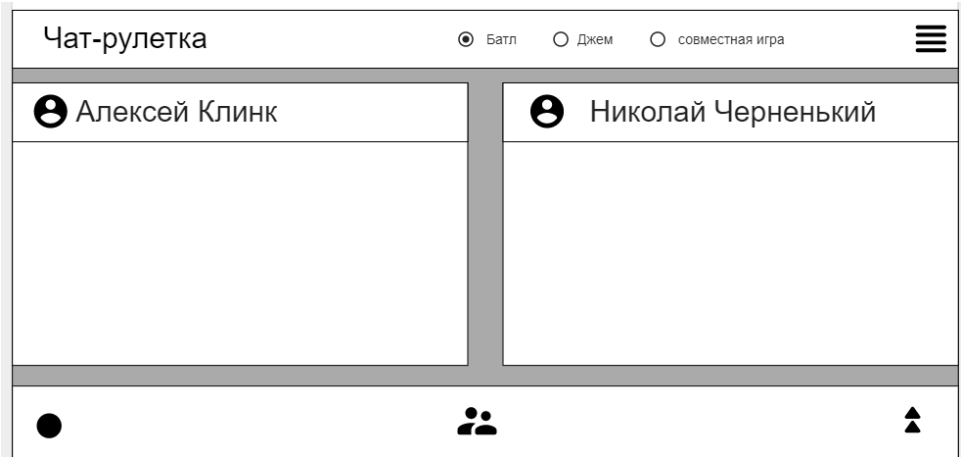 Чат-рулетка
Батл Джем совместная игра
Алексей Клинк
Николай Черненький